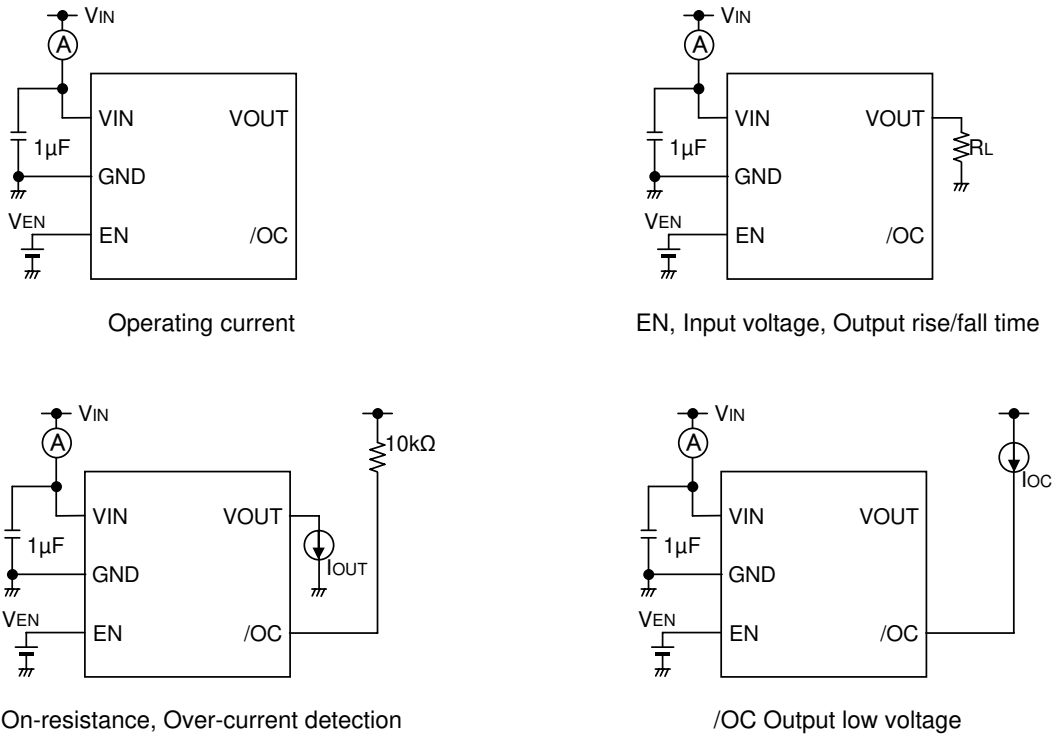 VIN
A
VIN
VOUT
1µF
GND
VEN
EN
/OC
Operating current
VIN
A
VIN
VOUT
1µF
RL
GND
VEN
EN
/OC
EN, Input voltage, Output rise/fall time
VIN
A
10kΩ
VIN
VOUT
1µF
IOUT
GND
VEN
EN
/OC
On-resistance, Over-current detection
VIN
A
IOC
VIN
VOUT
1µF
GND
VEN
EN
/OC
/OC Output low voltage